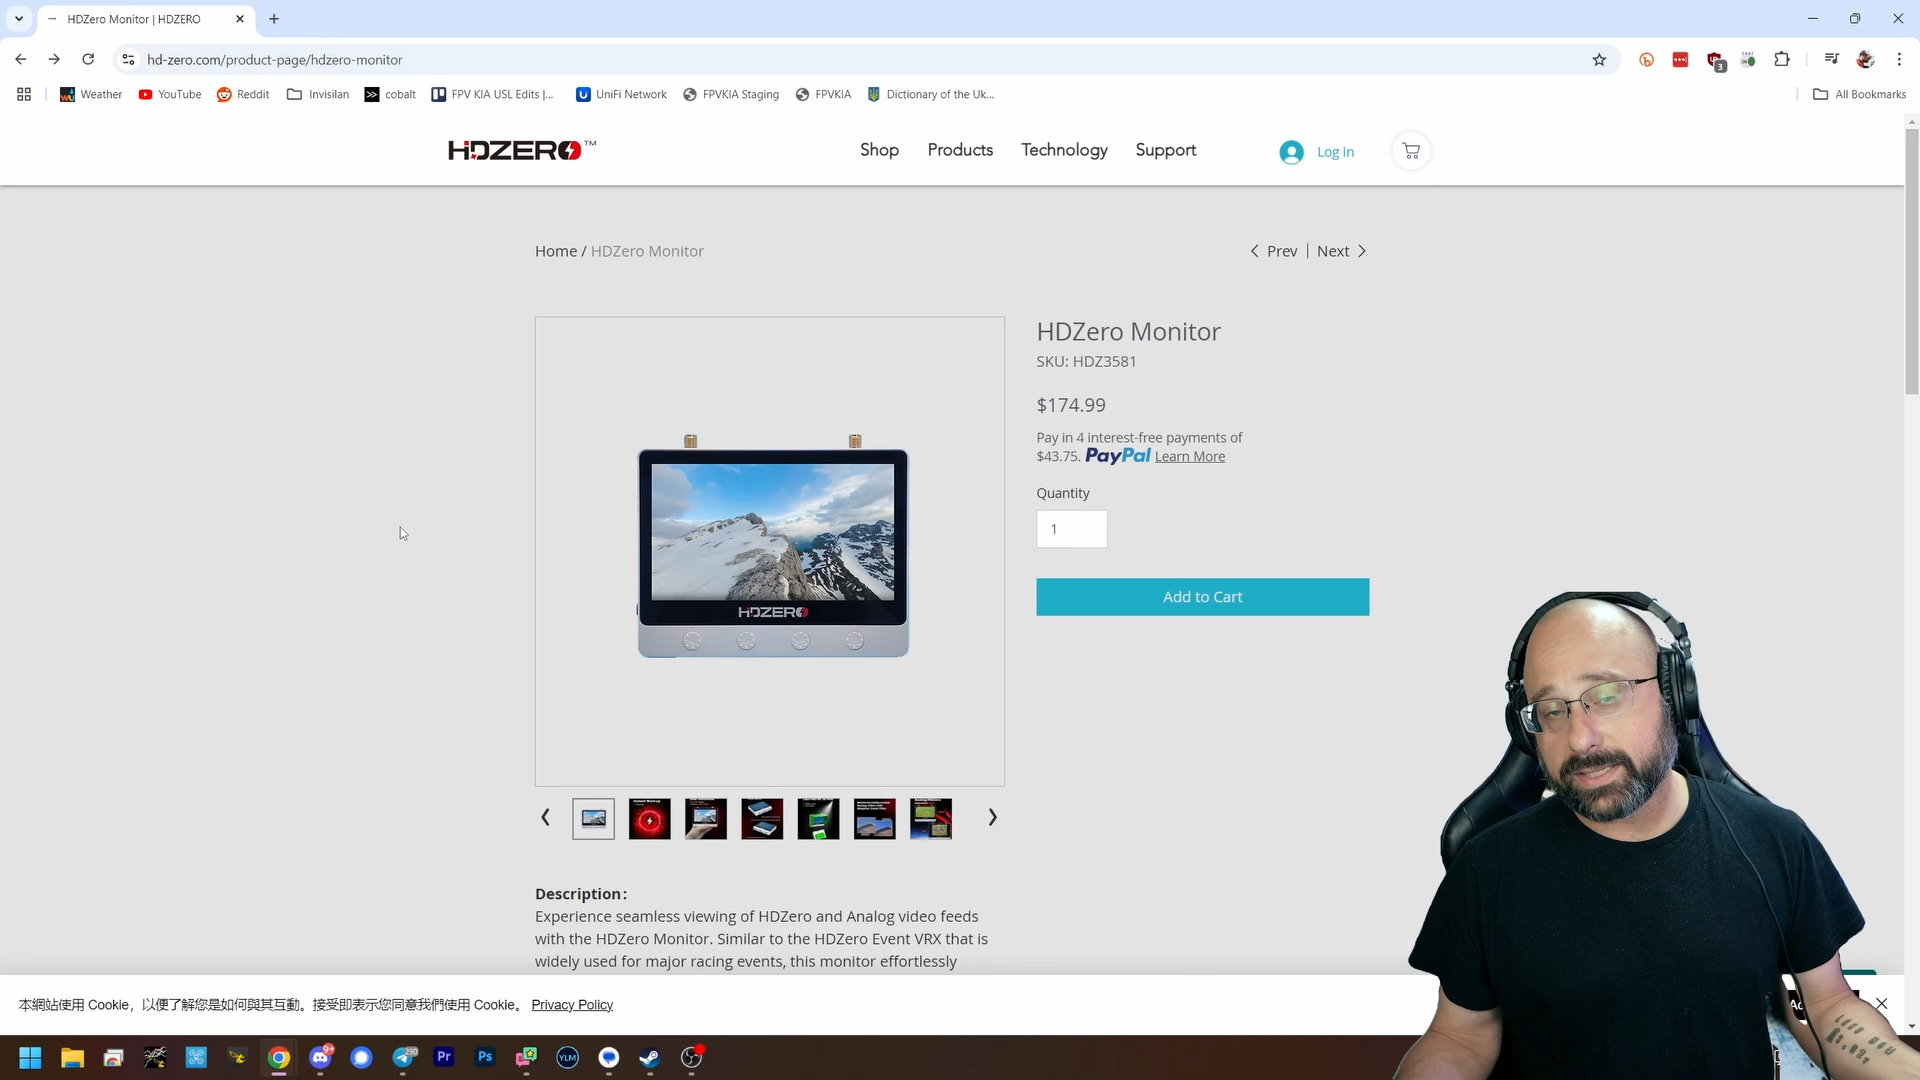 HDZero Monitor | HDZERO
hd-zero.com/product-page/hdzero-monitor
3
Weather
YouTube
Reddit
Invisilan
cobalt
FPV KIA USL Edits |...
UniFi Network
FPVKIA Staging
FPVKIA
Dictionary of the Uk...
All Bookmarks
HDZERO™
Shop
Products
Technology
Support
Log In
Home / HDZero Monitor
Prev | Next
HDZero Monitor
SKU: HDZ3581
$174.99
Pay in 4 interest-free payments of
$43.75. PayPal Learn More
Quantity
1
Add to Cart
HDZERO
Description:
Experience seamless viewing of HDZero and Analog video feeds
with the HDZero Monitor. Similar to the HDZero Event VRX that is
widely used for major racing events, this monitor effortlessly
本網站使用 Cookie，以便了解您是如何與其互動。接受即表示您同意我們使用 Cookie。 Privacy Policy
9+
290
Pr
Ps
YLM